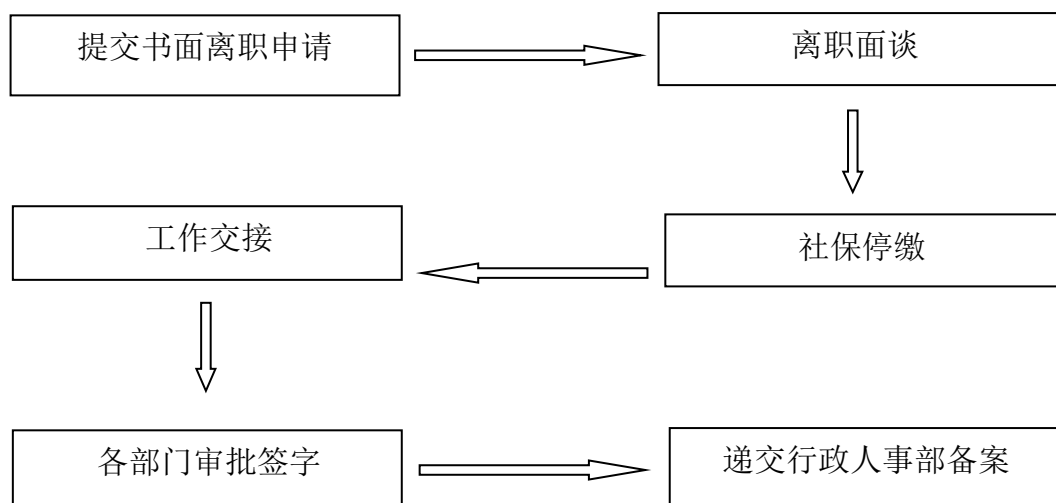 提交书面离职申请
离职面谈
社保停缴
工作交接
各部门审批签字
递交行政人事部备案